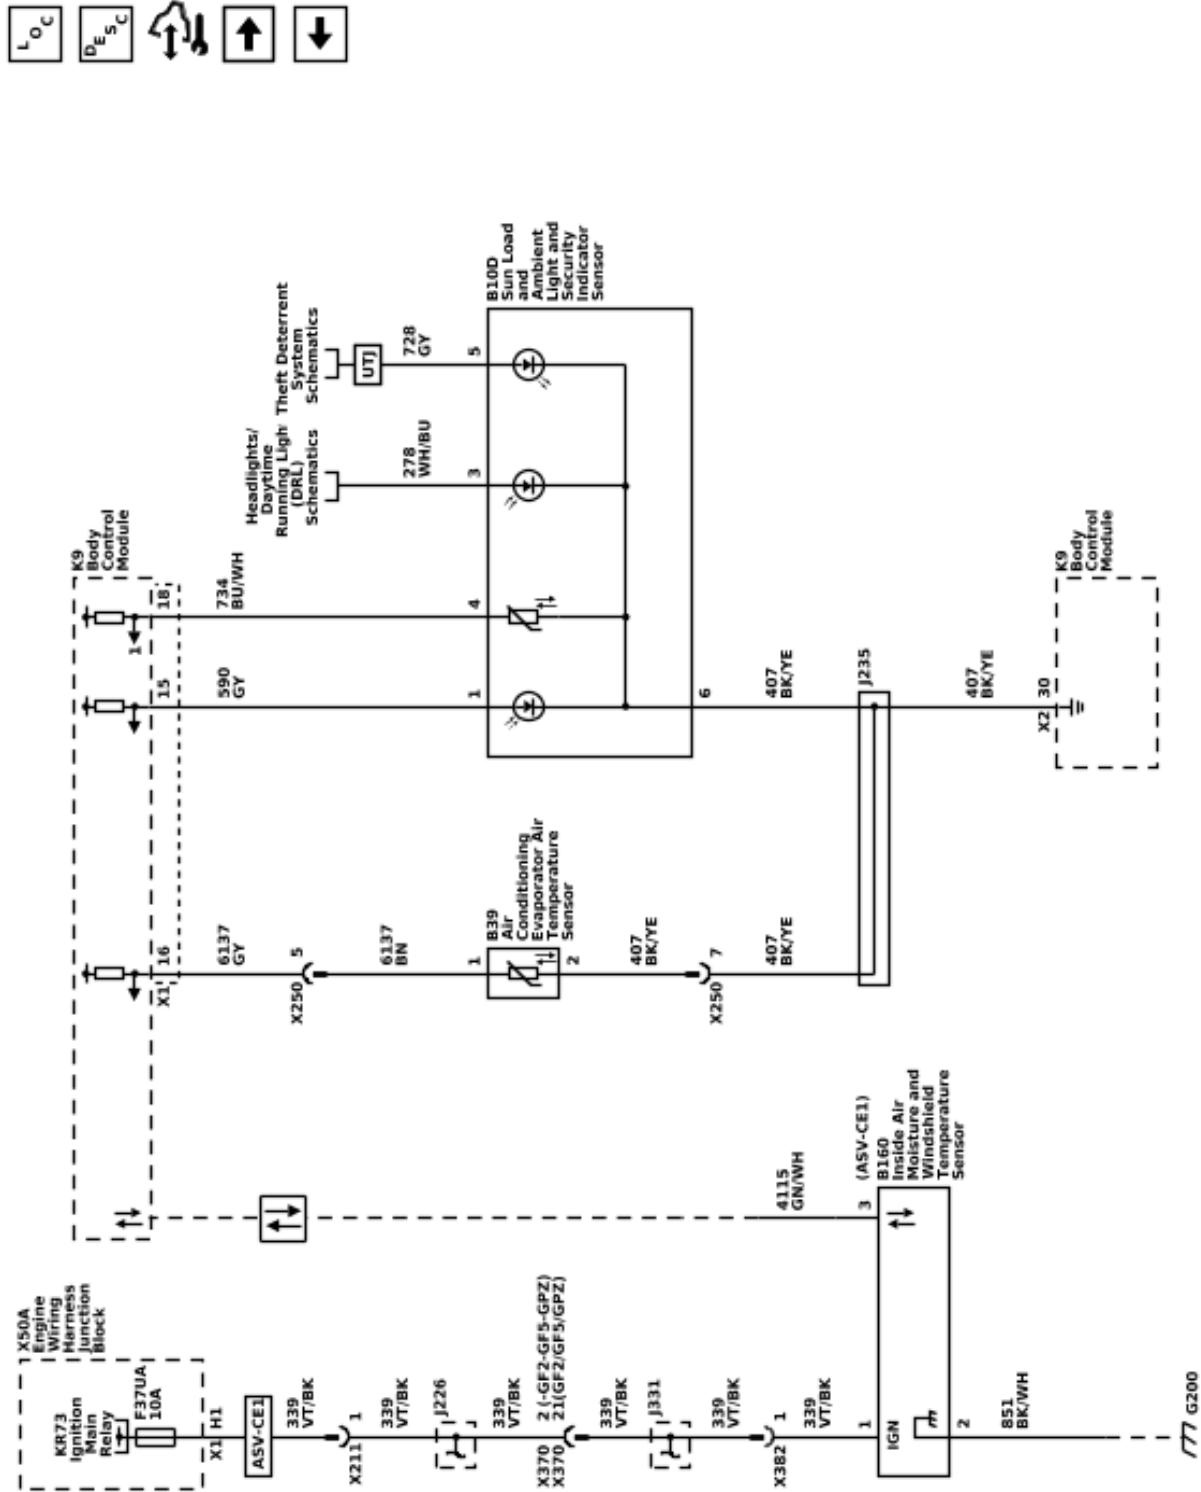 LOC
DESC
X50A
Engine
Wiring
Harness
Junction
Block
KR73
Ignition
Main
Relay
F37UA
10A
X1 H1
ASV-CE1
339
VT/BK
X211 1
339
VT/BK
J226
339
VT/BK
X370 2 (-GF2-GF5-GPZ)
X370 21(GF2/GF5/GPZ)
339
VT/BK
J331
339
VT/BK
X382 1
339
VT/BK
1
IGN
2
851
BK/WH
G200
4115
GN/WH
3
(ASV-CE1)
B160
Inside Air
Moisture and
Windshield
Temperature
Sensor
K9
Body
Control
Module
X1 16
6137
GY
X250 5
6137
BN
1
B39
Air
Conditioning
Evaporator Air
Temperature
Sensor
2
407
BK/YE
X250 7
407
BK/YE
15
590
GY
1
1
18
734
BU/WH
4
Headlights/
Daytime
Running Ligh
(DRL)
Schematics
278
WH/BU
3
Theft Deterrent
System
Schematics
UTJ
728
GY
5
B10D
Sun Load
and
Ambient
Light and
Security
Indicator
Sensor
6
407
BK/YE
J235
407
BK/YE
X2 30
K9
Body
Control
Module